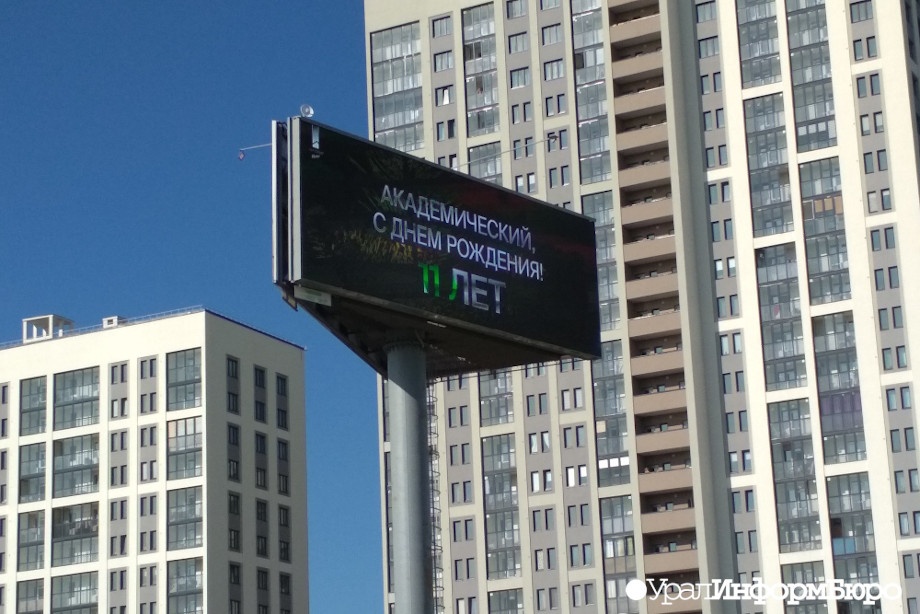 АКАДЕМИЧЕСКИЙ,
С ДНЕМ РОЖДЕНИЯ!
11 ЛЕТ
УралИнформБюро